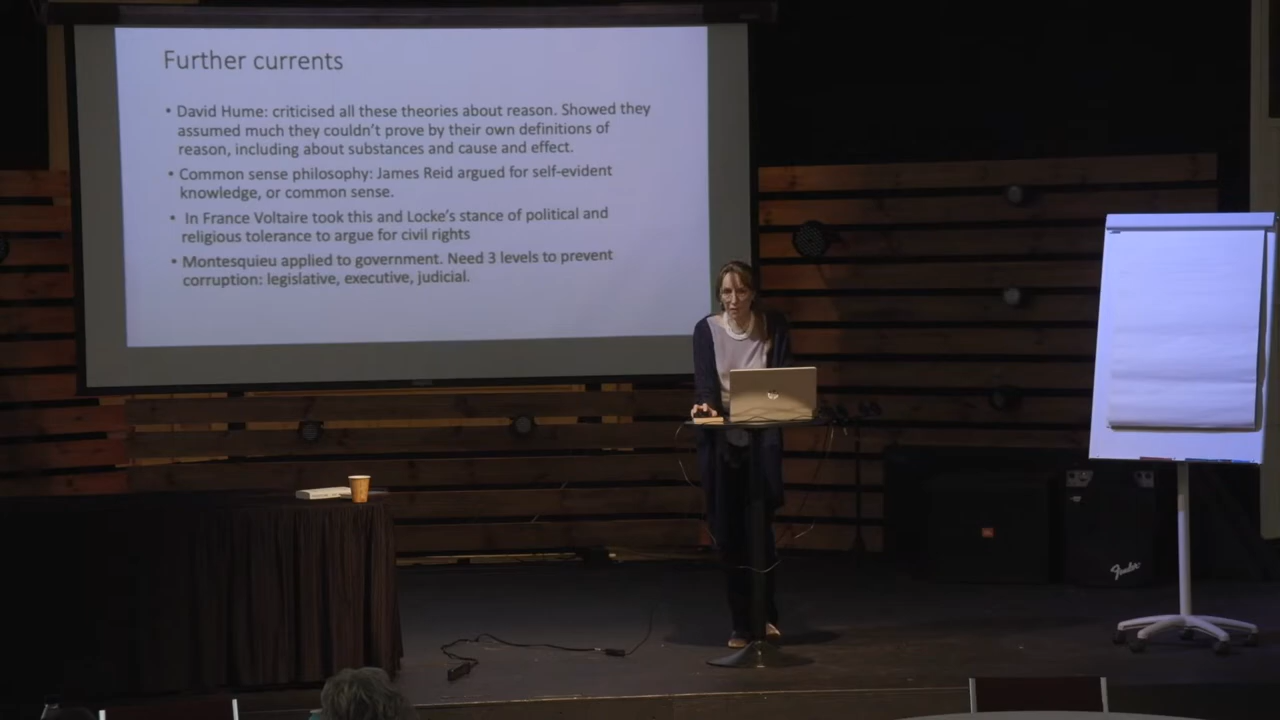 Further currents
• David Hume: criticised all these theories about reason. Showed they
assumed much they couldn't prove by their own definitions of
reason, including about substances and cause and effect.
• Common sense philosophy: James Reid argued for self-evident
knowledge, or common sense.
• In France Voltaire took this and Locke's stance of political and
religious tolerance to argue for civil rights
• Montesquieu applied to government. Need 3 levels to prevent
corruption: legislative, executive, judicial.
hp
JBL
Fender